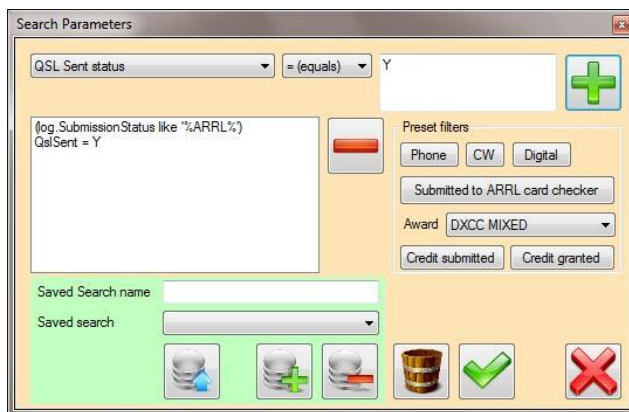 Search Parameters
QSL Sent status
= (equals)
Y
(log.SubmissionStatus like '%ARRL%')
QslSent = Y
Preset filters
Phone
CW
Digital
Submitted to ARRL card checker
Award
DXCC MIXED
Credit submitted
Credit granted
Saved Search name
Saved search